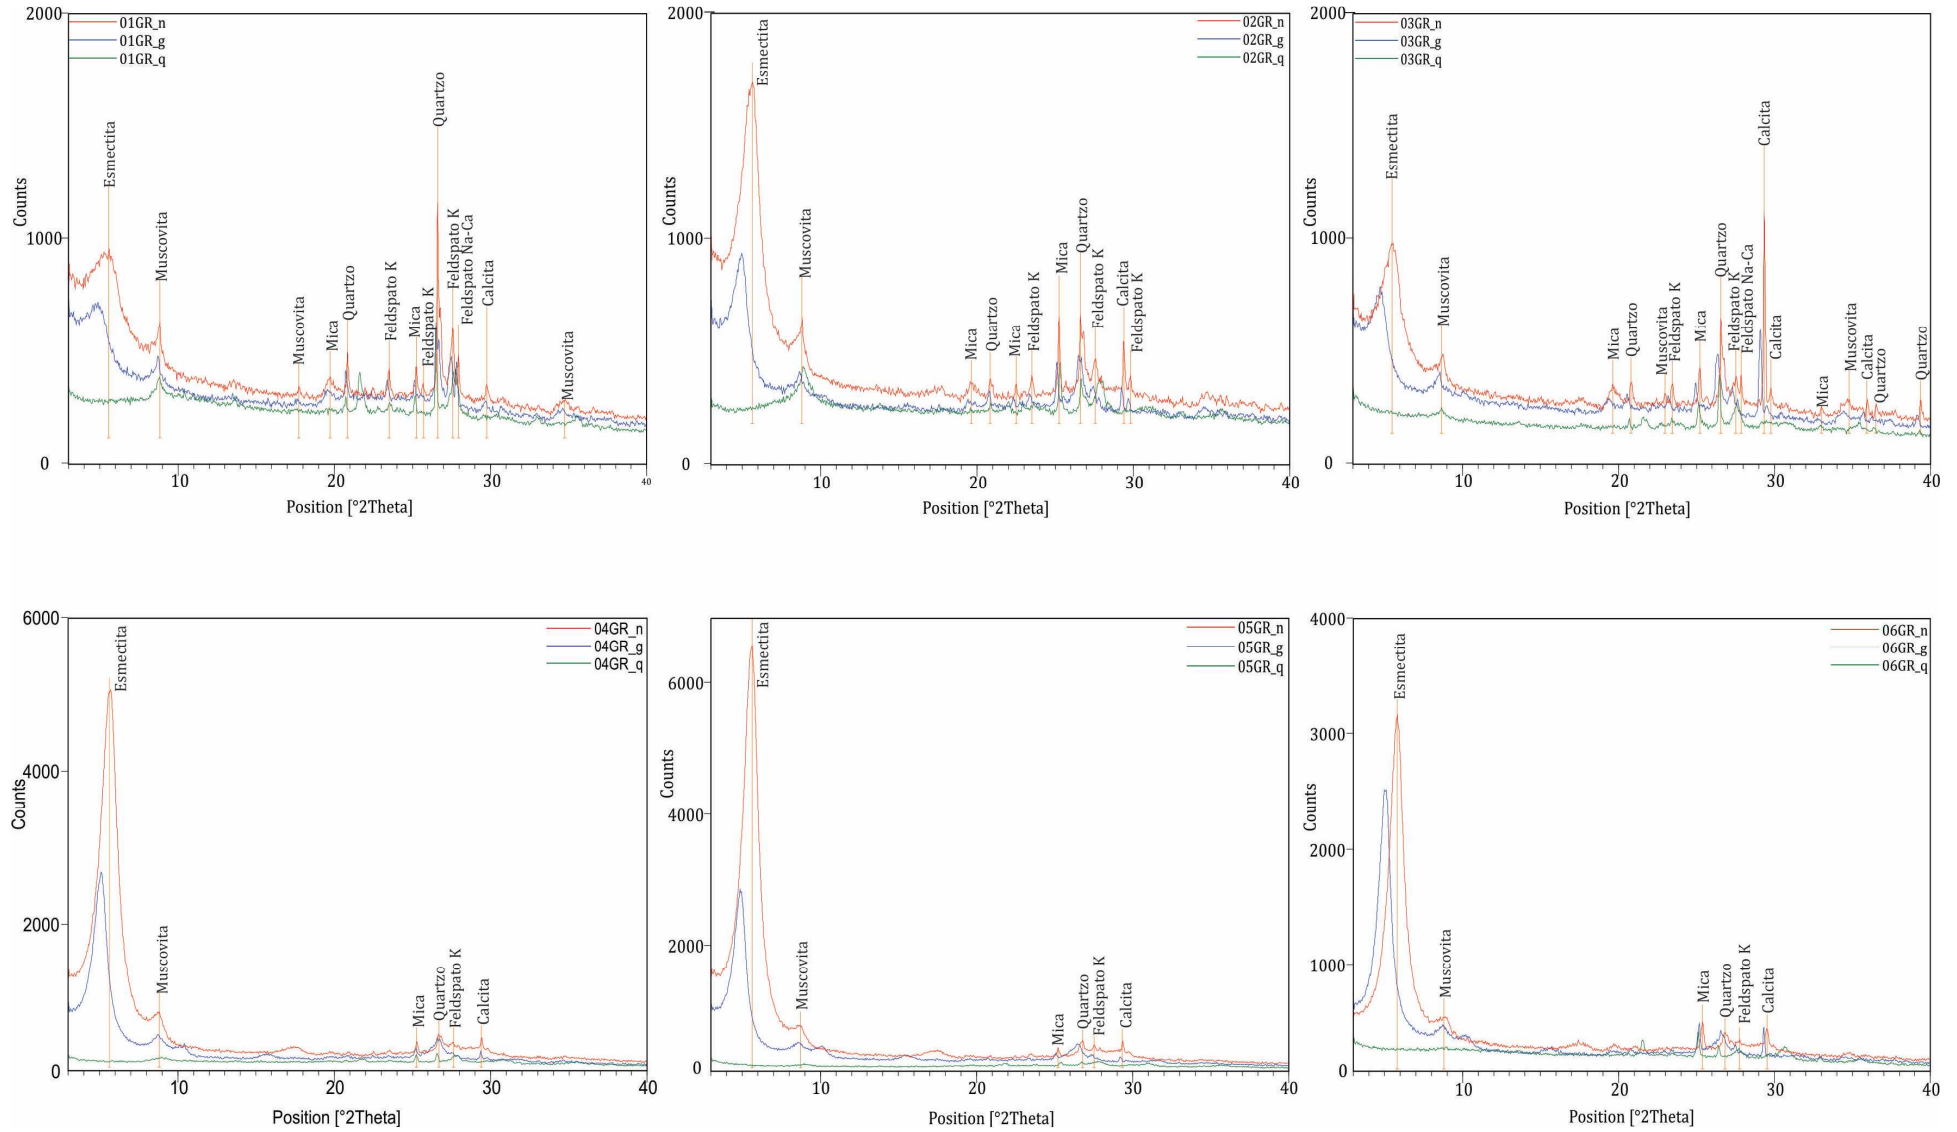 2000
01GR_n
01GR_g
01GR_q
Quartzo
Esmectita
Muscovita
Muscovita
Mica
Quartzo
Feldspato K
Mica
Feldspato K
Feldspato K
Feldspato Na-Ca
Calcita
Muscovita
Counts
1000
0
10
20
30
40
Position [°2Theta]
2000
02GR_n
02GR_g
02GR_q
Esmectita
Muscovita
Mica
Quartzo
Mica
Feldspato K
Mica
Quartzo
Feldspato K
Calcita
Feldspato K
Counts
1000
0
10
20
30
40
Position [°2Theta]
2000
03GR_n
03GR_g
03GR_q
Esmectita
Muscovita
Mica
Quartzo
Muscovita
Feldspato K
Mica
Quartzo
Feldspato K
Feldspato Na-Ca
Calcita
Calcita
Mica
Muscovita
Calcita
Quartzo
Quartzo
Counts
1000
0
10
20
30
40
Position [°2Theta]
6000
04GR_n
04GR_g
04GR_q
Esmectita
Muscovita
Mica
Quartzo
Feldspato K
Calcita
Counts
4000
2000
0
10
20
30
40
Position [°2Theta]
05GR_n
05GR_g
05GR_q
Esmectita
Muscovita
Mica
Quartzo
Feldspato K
Calcita
Counts
6000
4000
2000
0
10
20
30
40
Position [°2Theta]
4000
06GR_n
06GR_g
06GR_q
Esmectita
Muscovita
Mica
Quartzo
Feldspato K
Calcita
Counts
3000
2000
1000
0
10
20
30
40
Position [°2Theta]